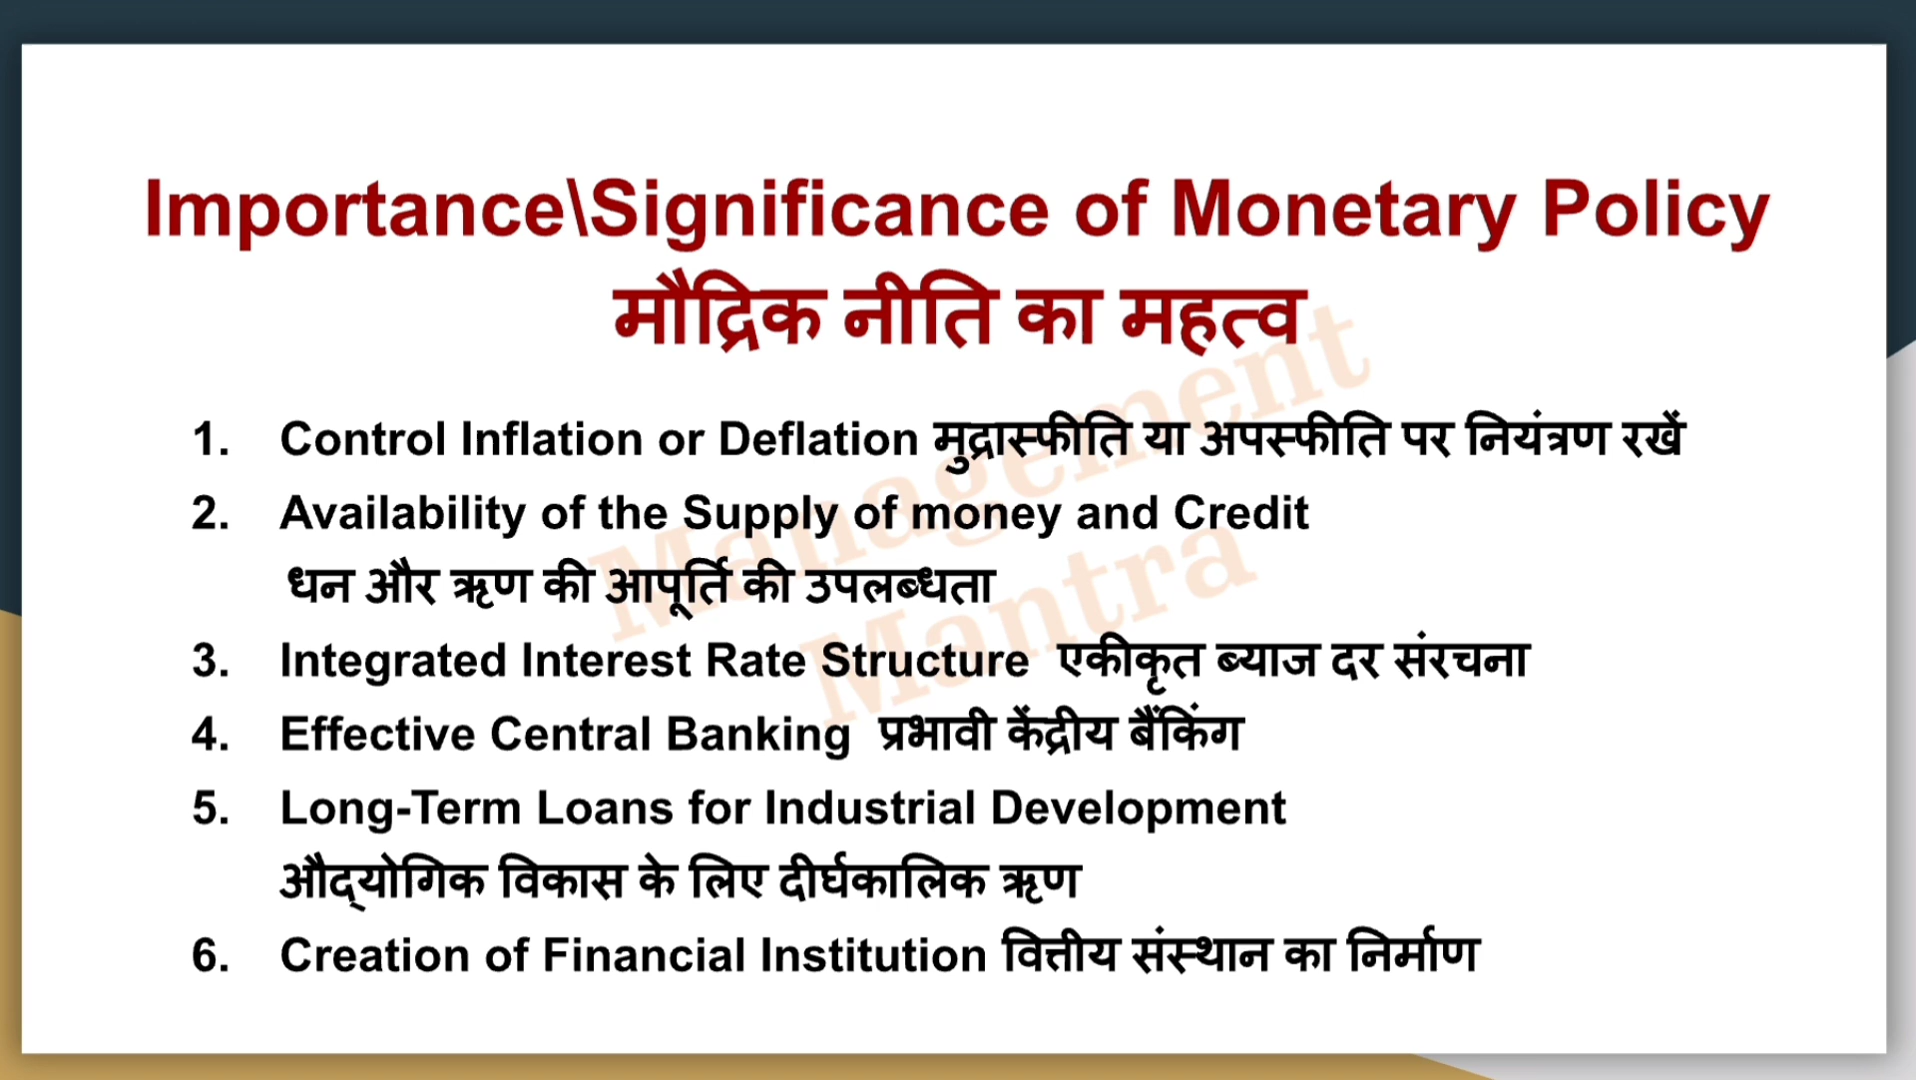 Importance\Significance of Monetary Policy
मौद्रिक नीति का महत्व
1. Control Inflation or Deflation मुद्रास्फीति या अपस्फीति पर नियंत्रण रखें
2. Availability of the Supply of money and Credit
धन और ऋण की आपूर्ति की उपलब्धता
3. Integrated Interest Rate Structure एकीकृत ब्याज दर संरचना
4. Effective Central Banking प्रभावी केंद्रीय बैंकिंग
5. Long-Term Loans for Industrial Development
औद्योगिक विकास के लिए दीर्घकालिक ऋण
6. Creation of Financial Institution वित्तीय संस्थान का निर्माण
Management
Mantra